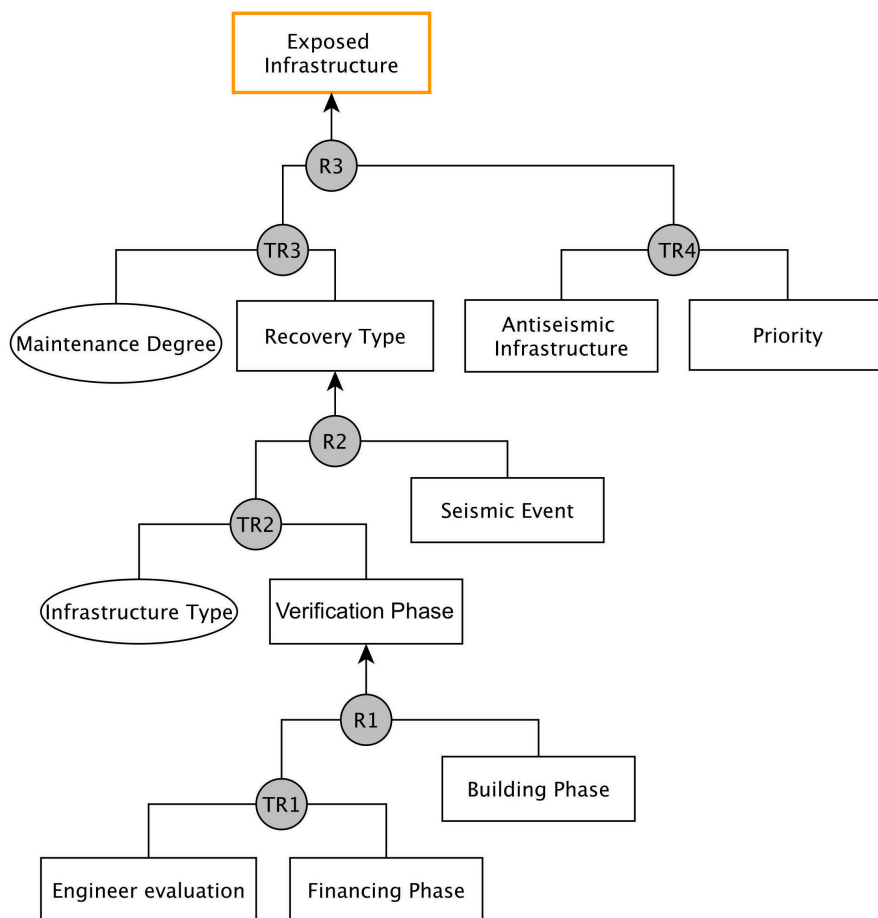 Exposed
Infrastructure
R3
TR3
TR4
Maintenance Degree
Recovery Type
Antiseismic
Infrastructure
Priority
R2
Seismic Event
TR2
Infrastructure Type
Verification Phase
R1
Building Phase
TR1
Engineer evaluation
Financing Phase